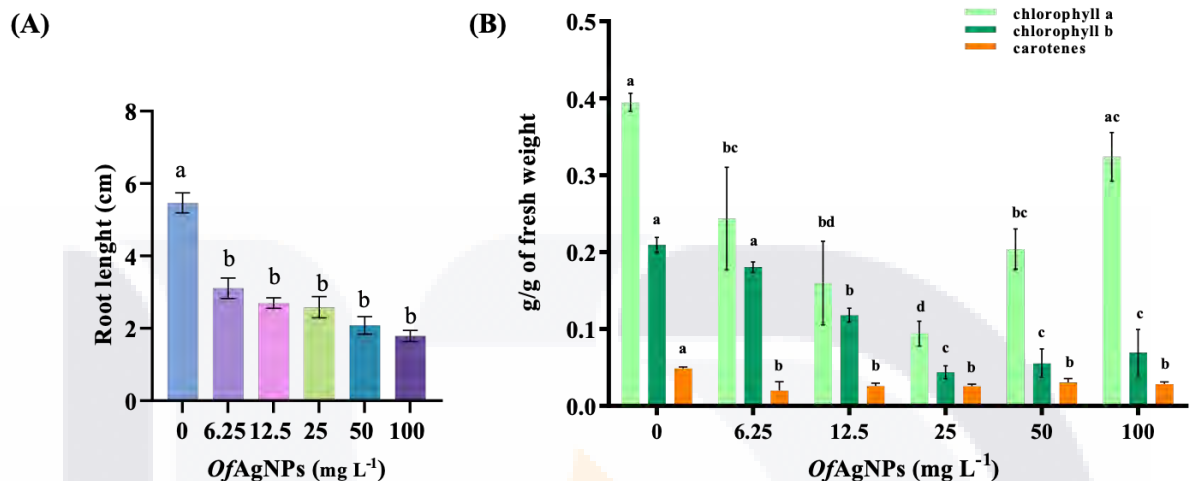 (A)
Root lenght (cm)
8
6
4
2
0
a
b
b
b
b
b
0 6.25 12.5 25 50 100
OfAgNPs (mg L⁻¹)
(B)
chlorophyll a
chlorophyll b
carotenes
g/g of fresh weight
0.5
0.4
0.3
0.2
0.1
0.0
a a a
bc a b
bd b b
d c b
bc c b
ac c b
0 6.25 12.5 25 50 100
OfAgNPs (mg L⁻¹)